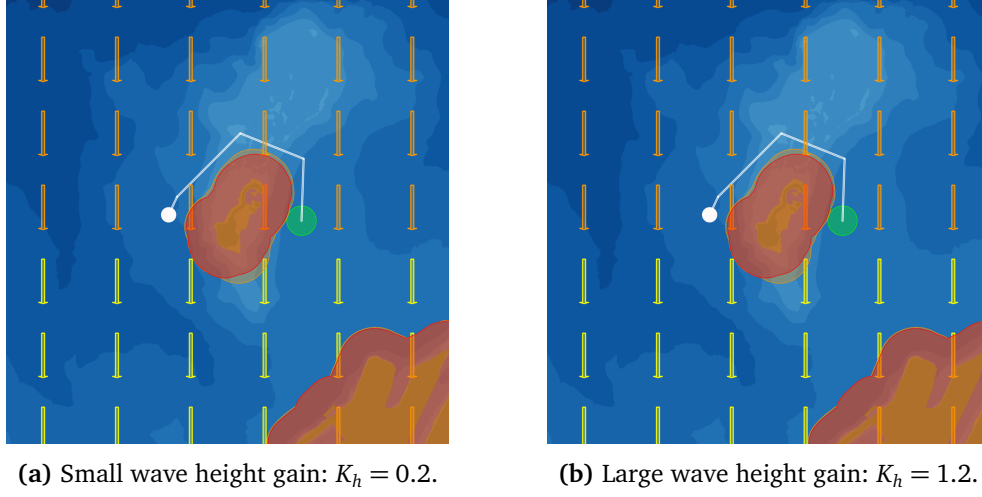 (a) Small wave height gain: K_h = 0.2.
(b) Large wave height gain: K_h = 1.2.